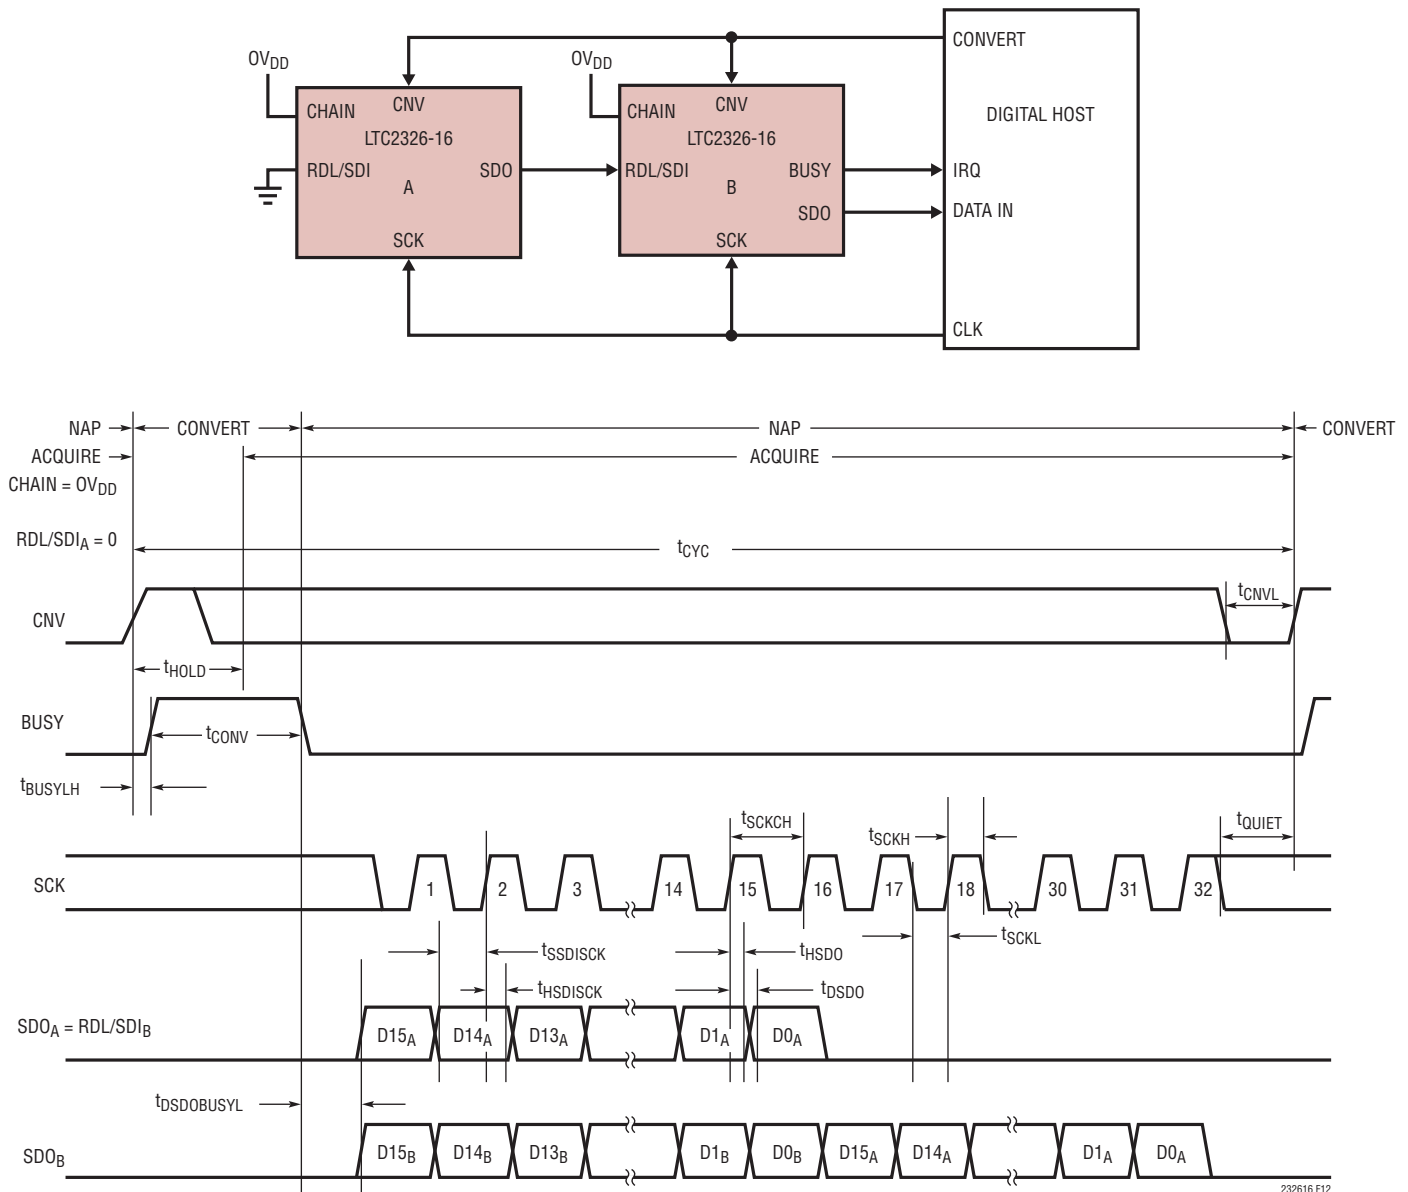 CONVERT
OVDD
OVDD
CHAIN
CNV
CHAIN
CNV
DIGITAL HOST
LTC2326-16
LTC2326-16
RDL/SDI
SDO
RDL/SDI
BUSY
IRQ
A
B
SDO
DATA IN
SCK
SCK
CLK
NAP
CONVERT
NAP
CONVERT
ACQUIRE
ACQUIRE
CHAIN = OVDD
RDL/SDIA = 0
tCYC
CNV
tCNVL
tHOLD
BUSY
tCONV
tBUSYLH
tSCKCH
tSCKH
tQUIET
SCK
1 2 3 14 15 16 17 18 30 31 32
tSSDISCK
tHSDO
tSCKL
tHSDISCK
tDSDO
SDOA = RDL/SDIB
D15A D14A D13A D1A D0A
tDSDOBUSYL
SDOB
D15B D14B D13B D1B D0B D15A D14A D1A D0A
232616 F12